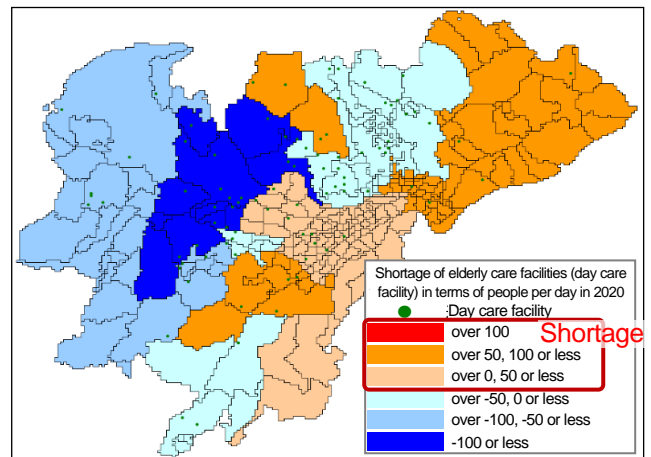 Shortage of elderly care facilities (day care
facility) in terms of people per day in 2020
:Day care facility
over 100
Shortage
over 50, 100 or less
over 0, 50 or less
over -50, 0 or less
over -100, -50 or less
-100 or less